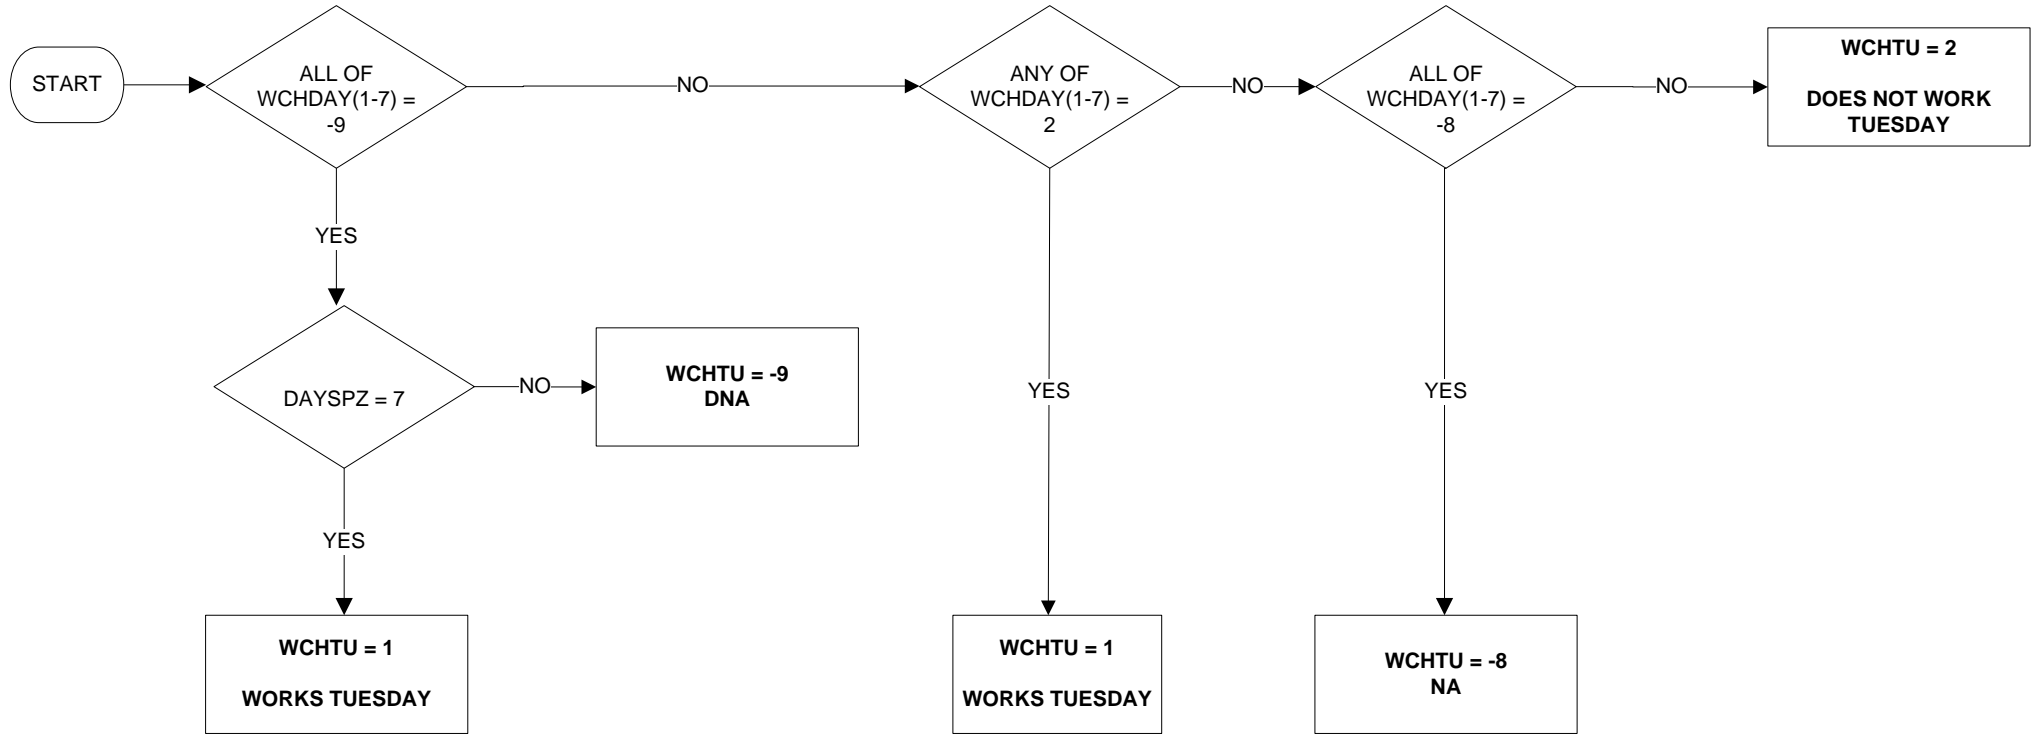 START
ALL OF
WCHDAY(1-7) =
-9
NO
ANY OF
WCHDAY(1-7) =
2
NO
ALL OF
WCHDAY(1-7) =
-8
NO
WCHTU = 2
DOES NOT WORK
TUESDAY
YES
DAYSPZ = 7
NO
WCHTU = -9
DNA
YES
YES
YES
WCHTU = 1
WORKS TUESDAY
WCHTU = 1
WORKS TUESDAY
WCHTU = -8
NA